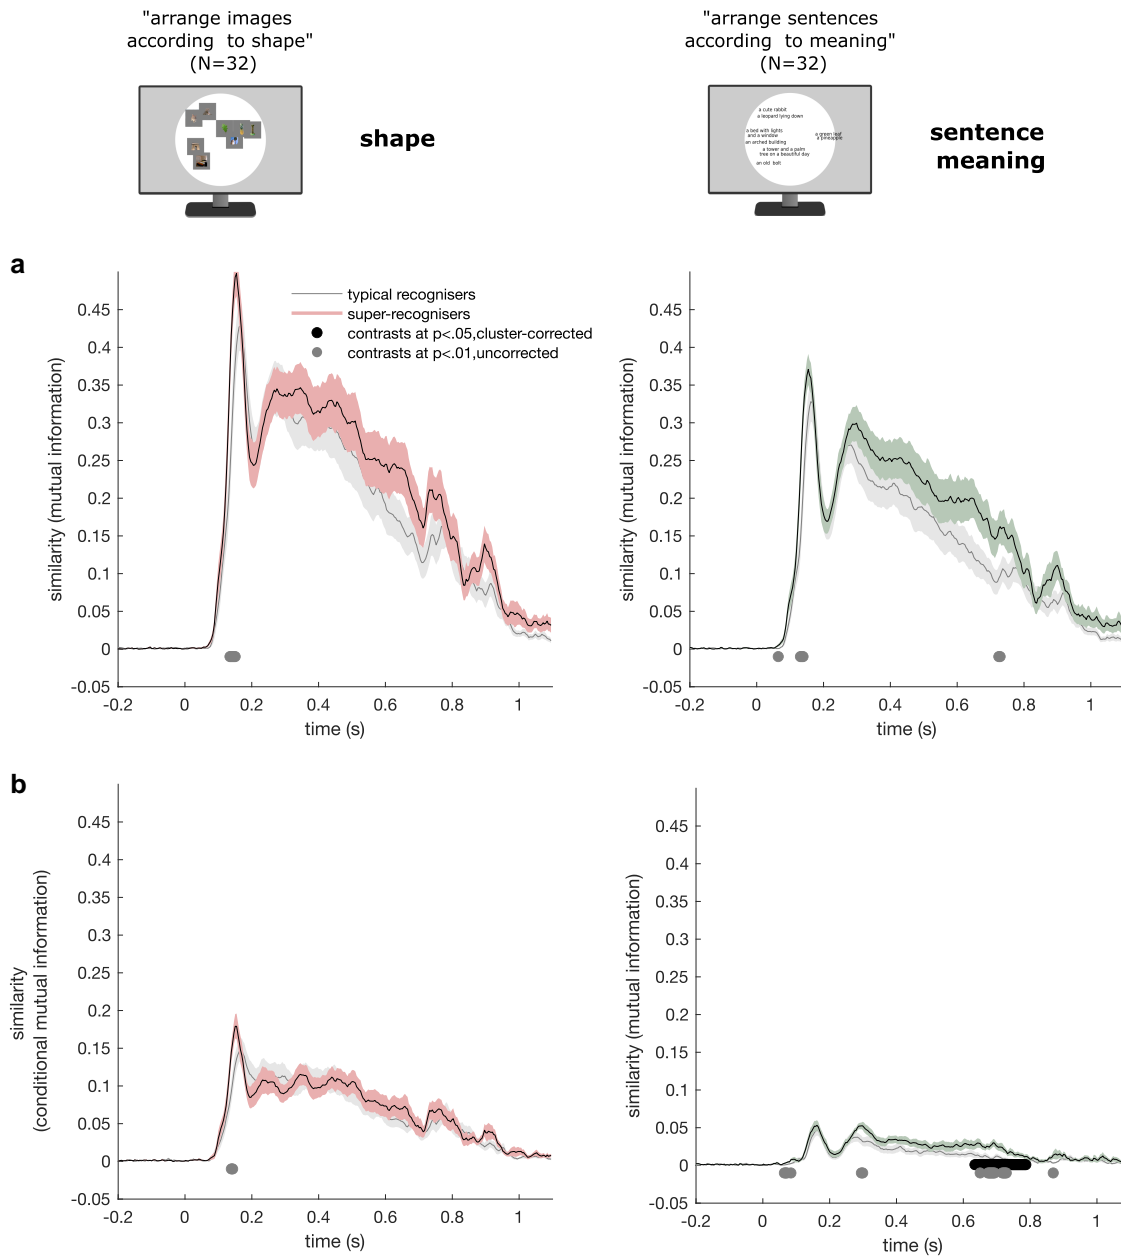 "arrange images
according to shape"
(N=32)
"arrange sentences
according to meaning"
(N=32)
shape
a cute rabbit
a leopard lying down
a bed with lights
and a window
a green leaf
a pineapple
an arched building
a tower and a palm
tree on a beautiful day
an old bolt
sentence
meaning
a
typical recognisers
super-recognisers
contrasts at p<.05,cluster-corrected
contrasts at p<.01,uncorrected
similarity (mutual information)
0.45
0.4
0.35
0.3
0.25
0.2
0.15
0.1
0.05
0
-0.05
-0.2 0 0.2 0.4 0.6 0.8 1
time (s)
similarity (mutual information)
0.45
0.4
0.35
0.3
0.25
0.2
0.15
0.1
0.05
0
-0.05
-0.2 0 0.2 0.4 0.6 0.8 1
time (s)
b
similarity
(conditional mutual information)
0.45
0.4
0.35
0.3
0.25
0.2
0.15
0.1
0.05
0
-0.05
-0.2 0 0.2 0.4 0.6 0.8 1
time (s)
similarity (mutual information)
0.45
0.4
0.35
0.3
0.25
0.2
0.15
0.1
0.05
0
-0.05
-0.2 0 0.2 0.4 0.6 0.8 1
time (s)